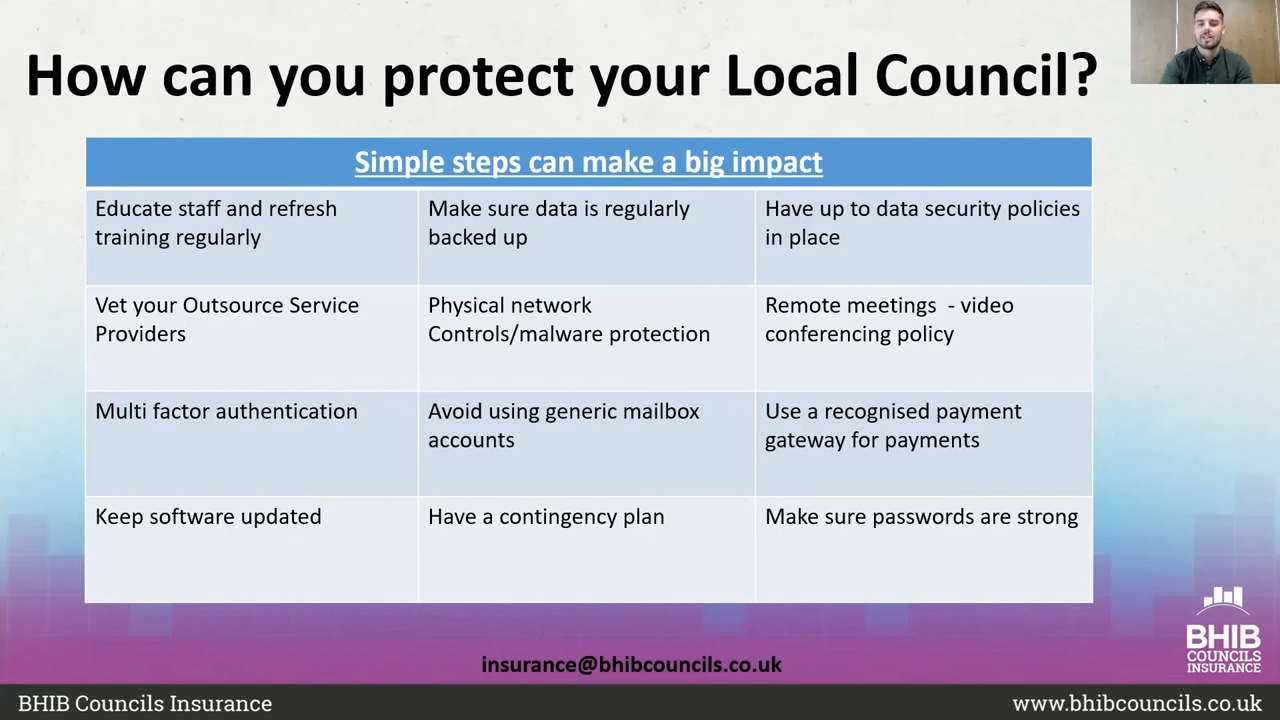 How can you protect your Local Council?
Simple steps can make a big impact
Educate staff and refresh
training regularly
Make sure data is regularly
backed up
Have up to data security policies
in place
Vet your Outsource Service
Providers
Physical network
Controls/malware protection
Remote meetings  - video
conferencing policy
Multi factor authentication
Avoid using generic mailbox
accounts
Use a recognised payment
gateway for payments
Keep software updated
Have a contingency plan
Make sure passwords are strong
BHIB
COUNCILS
INSURANCE
insurance@bhibcouncils.co.uk
BHIB Councils Insurance
www.bhibcouncils.co.uk